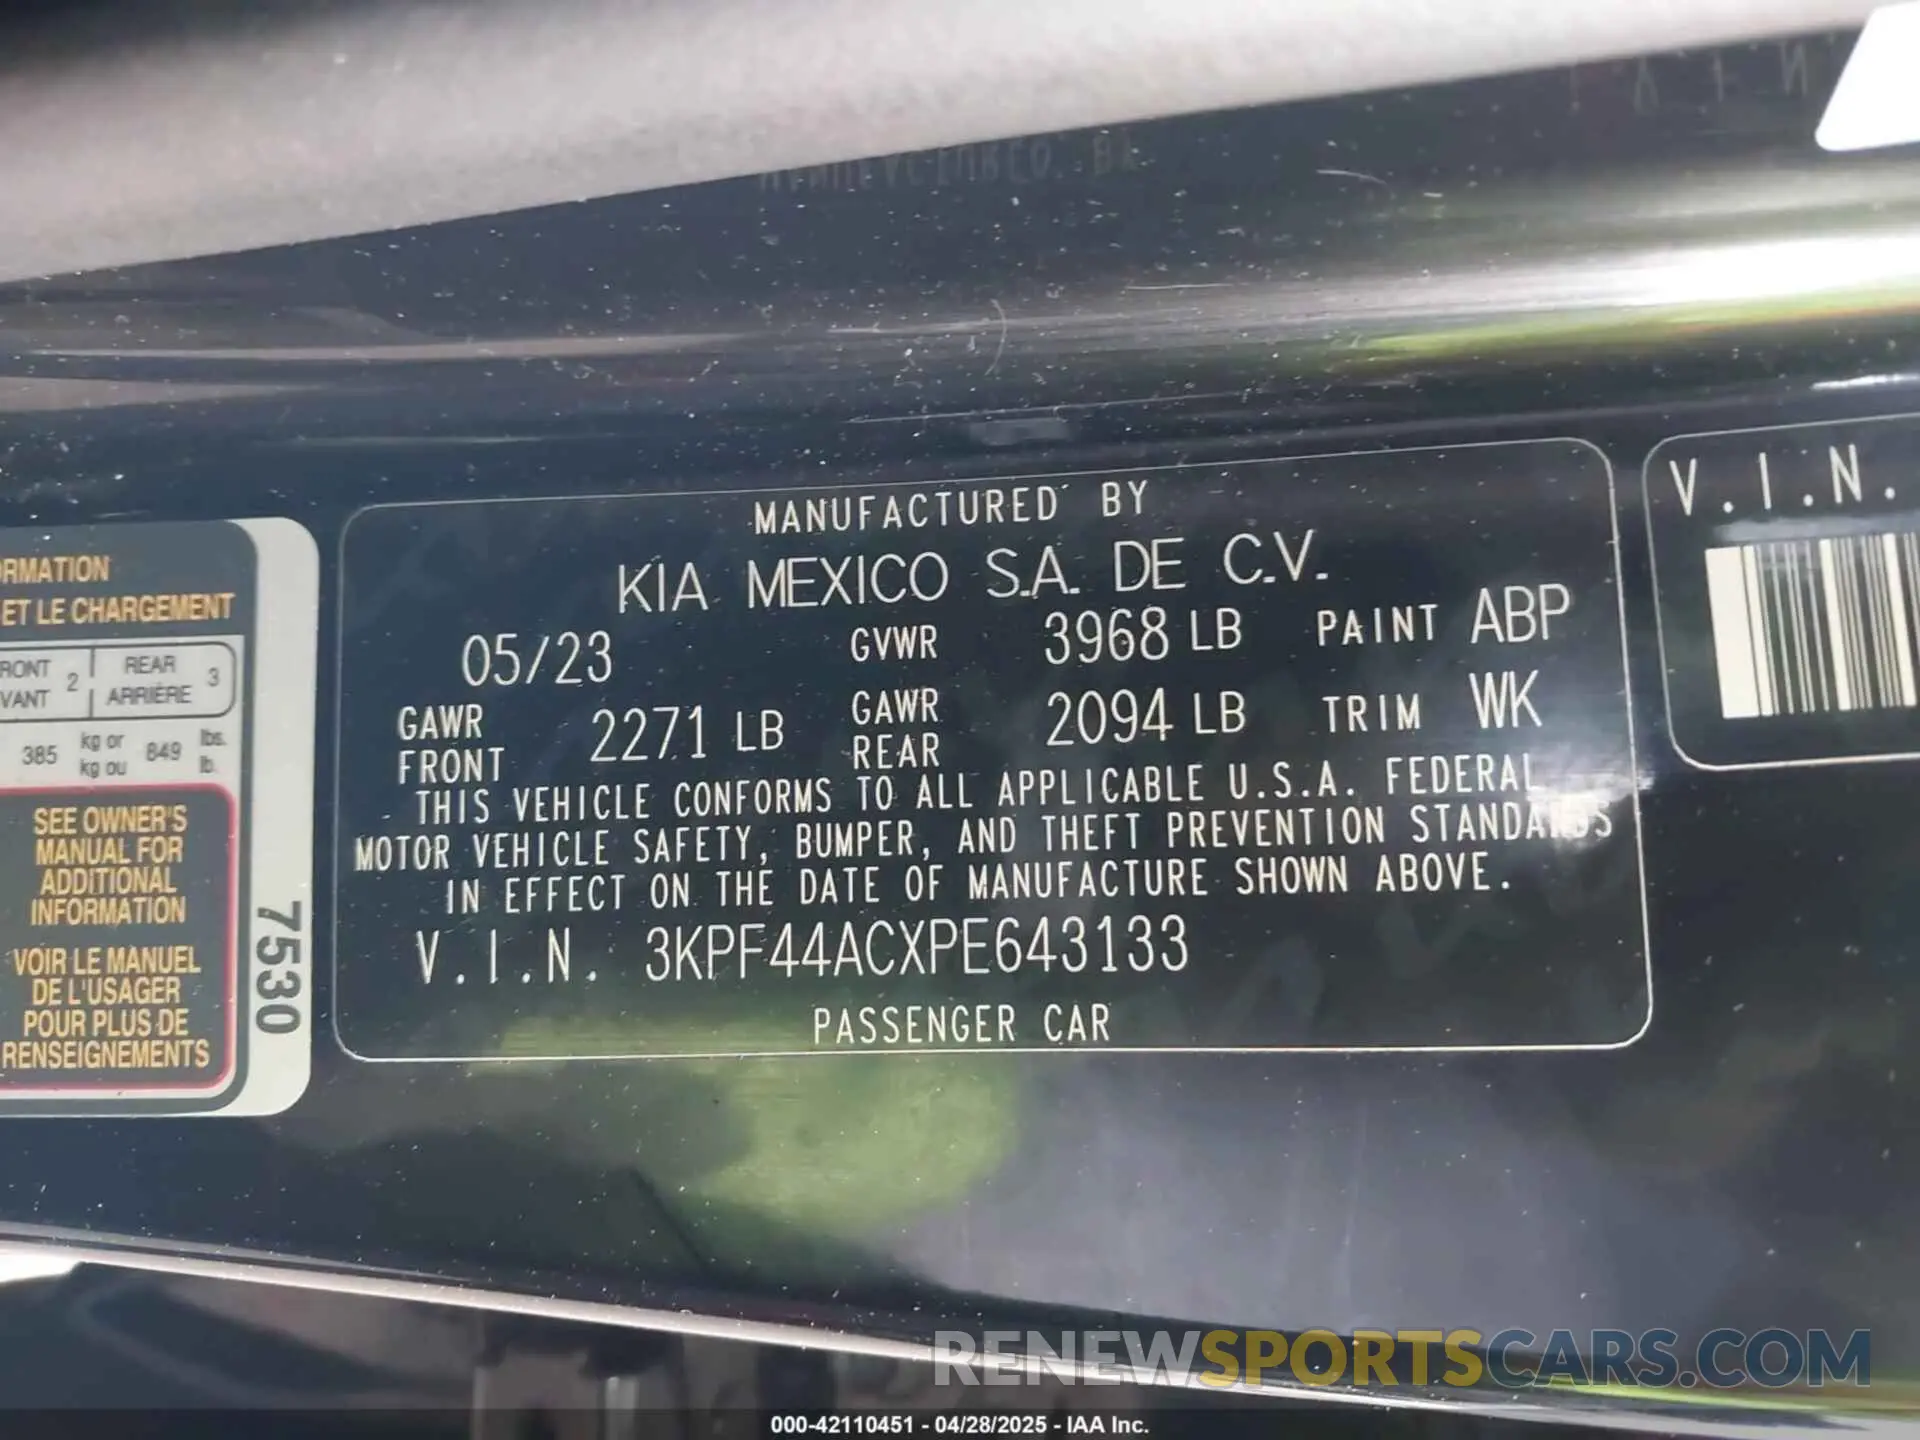 RMATION
ET LE CHARGEMENT
RONT 2 REAR 3
VANT ARRIÈRE
385 kg or 849 lbs.
kg ou lb.
SEE OWNER'S
MANUAL FOR
ADDITIONAL
INFORMATION
VOIR LE MANUEL
DE L'USAGER
POUR PLUS DE
RENSEIGNEMENTS
7530
MANUFACTURED BY
KIA MEXICO S.A. DE C.V.
05/23 GVWR 3968 LB PAINT ABP
GAWR FRONT 2271 LB GAWR REAR 2094 LB TRIM WK
THIS VEHICLE CONFORMS TO ALL APPLICABLE U.S.A. FEDERAL
MOTOR VEHICLE SAFETY, BUMPER, AND THEFT PREVENTION STANDARDS
IN EFFECT ON THE DATE OF MANUFACTURE SHOWN ABOVE.
V.I.N. 3KPF44ACXPE643133
PASSENGER CAR
V.I.N.
RENEWSPORTSCARS.COM
000-42110451 - 04/28/2025 - IAA Inc.